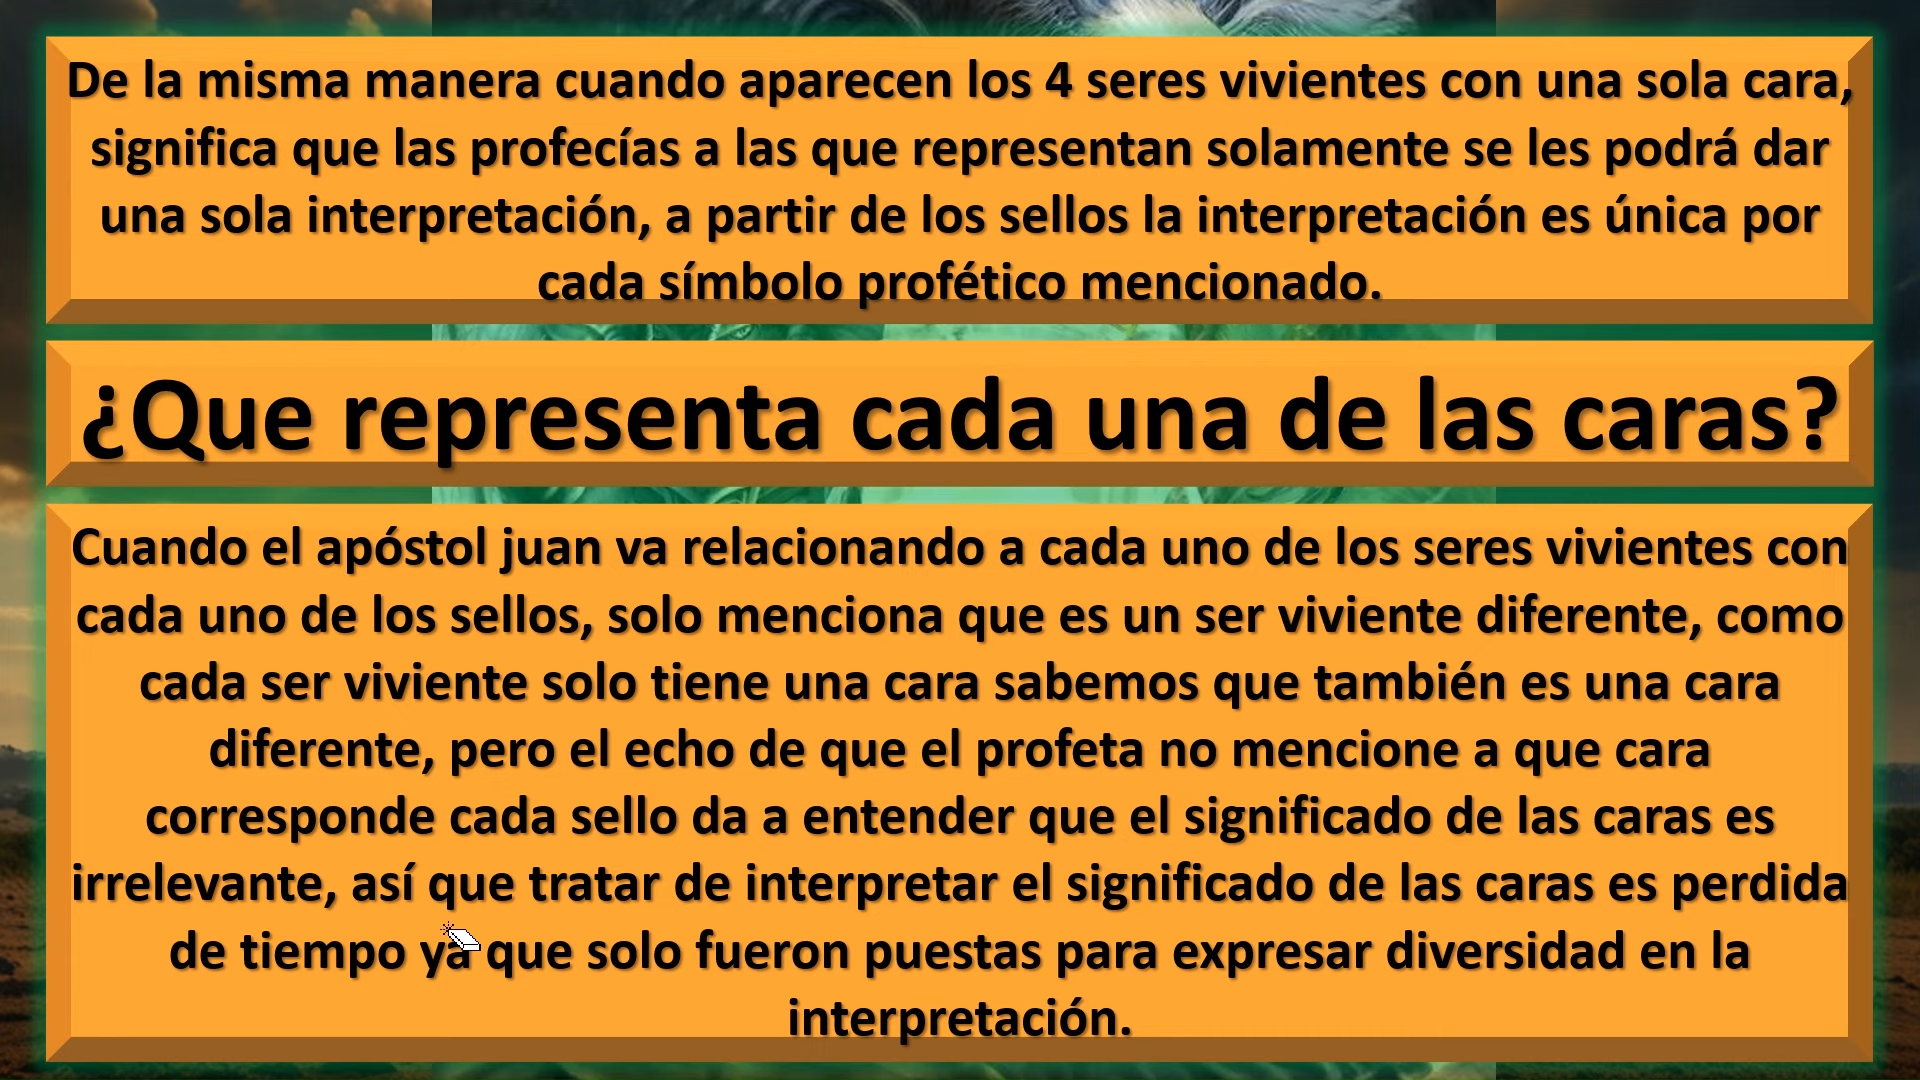 De la misma manera cuando aparecen los 4 seres vivientes con una sola cara,
significa que las profecías a las que representan solamente se les podrá dar
una sola interpretación, a partir de los sellos la interpretación es única por
cada símbolo profético mencionado.
¿Que representa cada una de las caras?
Cuando el apóstol juan va relacionando a cada uno de los seres vivientes con
cada uno de los sellos, solo menciona que es un ser viviente diferente, como
cada ser viviente solo tiene una cara sabemos que también es una cara
diferente, pero el echo de que el profeta no mencione a que cara
corresponde cada sello da a entender que el significado de las caras es
irrelevante, así que tratar de interpretar el significado de las caras es perdida
de tiempo ya que solo fueron puestas para expresar diversidad en la
interpretación.